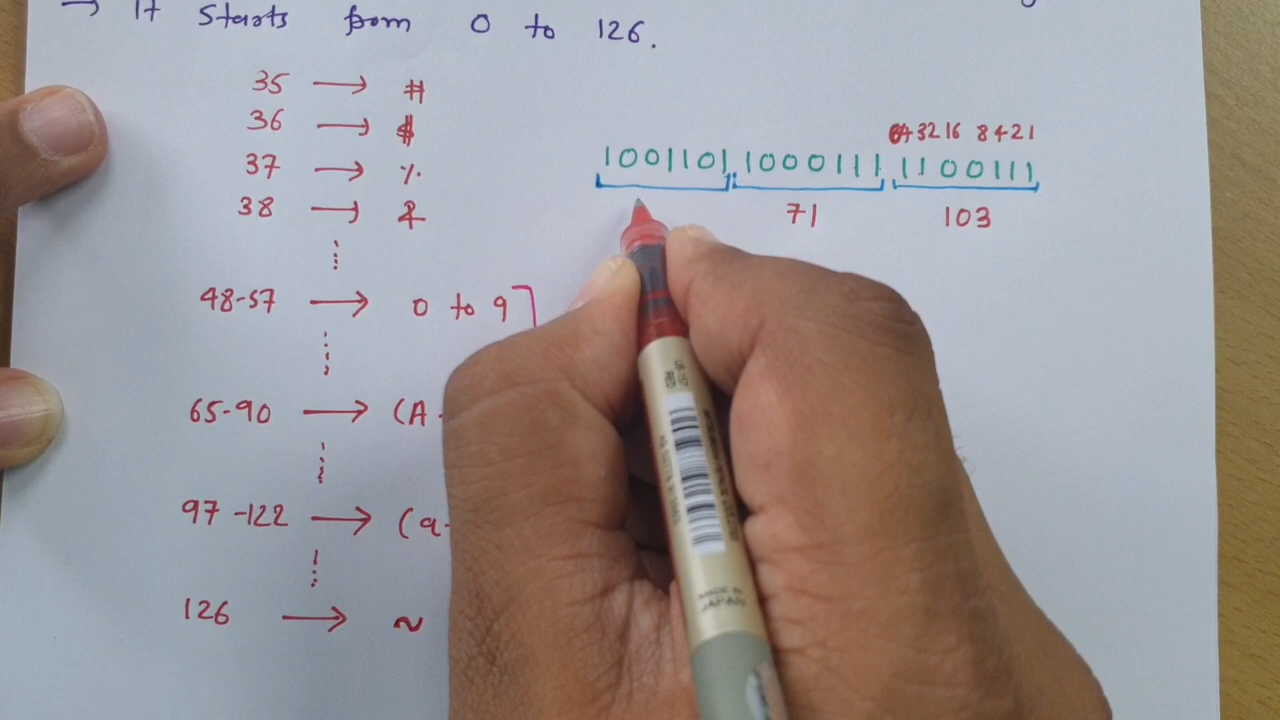 → It starts from 0 to 126.
35 → #
36 → $
37 → %
38 → &
48-57 → 0 to 9
65-90 → (A -
97-122 → (a-
126 → ~
64 32 16 8 4 2 1
1001101 1000111 1100111
71 103
MADE IN
JAPAN